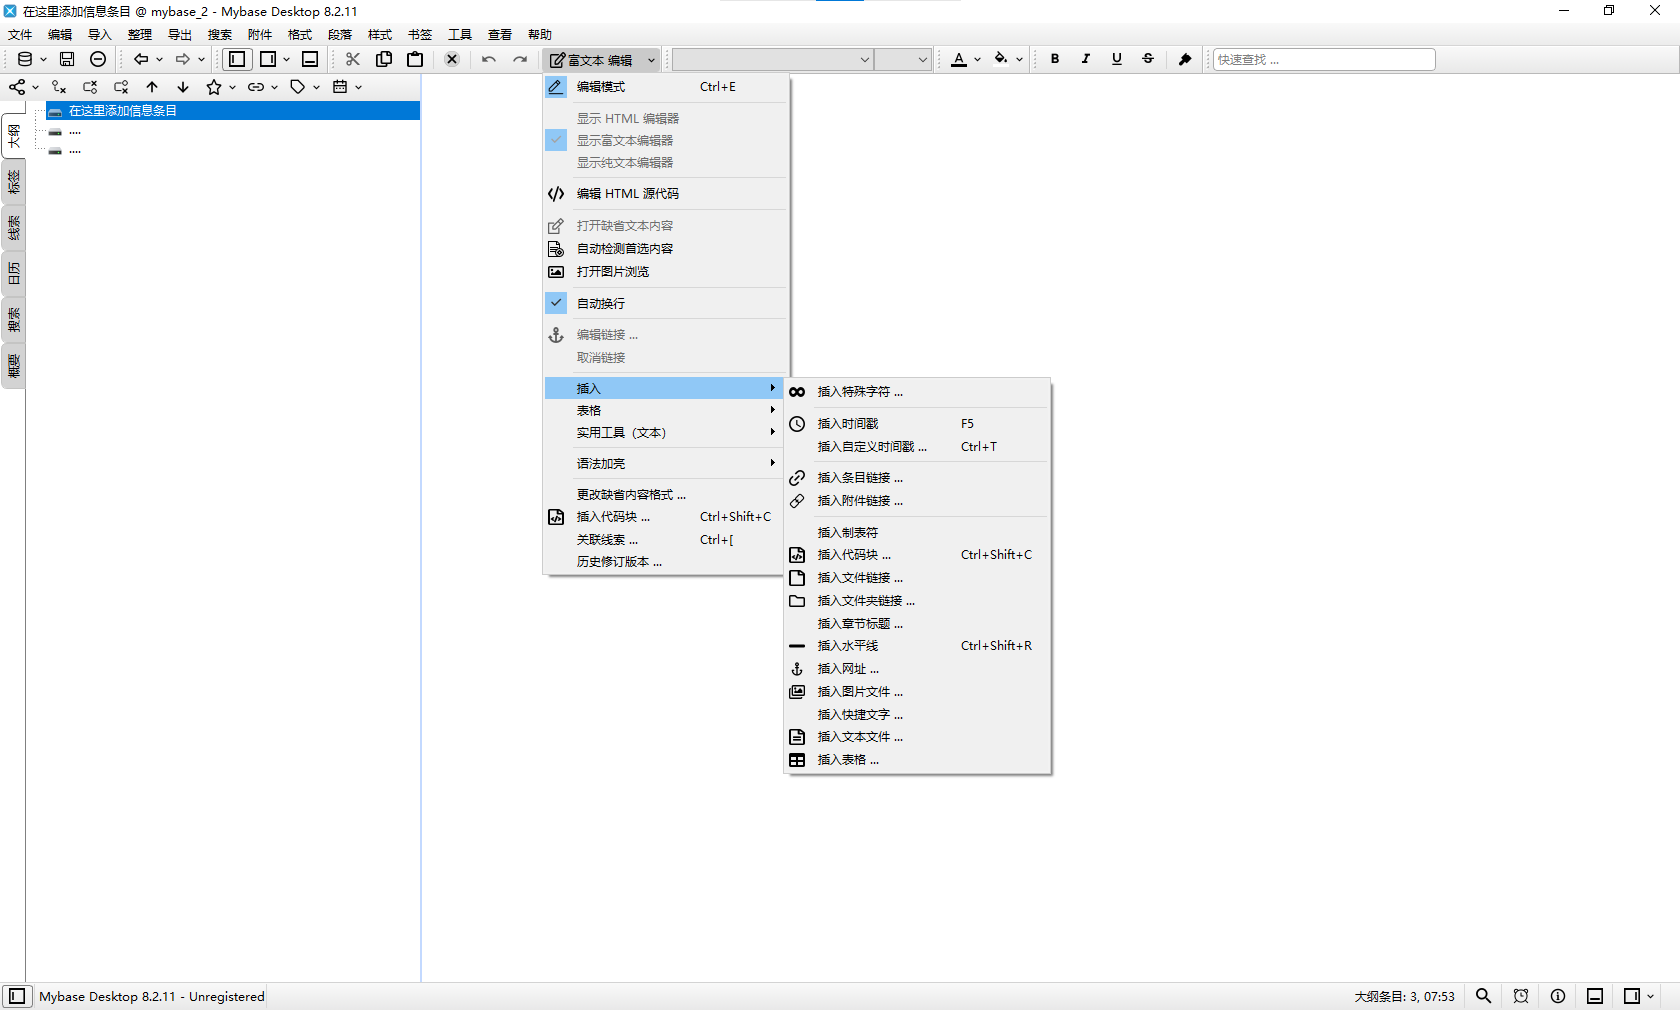 在这里添加信息条目 @ mybase_2 - Mybase Desktop 8.2.11
文件 编辑 导入 整理 导出 搜索 附件 格式 段落 样式 书签 工具 查看 帮助
富文本 编辑
A
B I U S
快速查找 ...
在这里添加信息条目
....
....
大纲
标签
线索
日历
搜索
概要
编辑模式 Ctrl+E
显示 HTML 编辑器
显示富文本编辑器
显示纯文本编辑器
编辑 HTML 源代码
打开缺省文本内容
自动检测首选内容
打开图片浏览
自动换行
编辑链接 ...
取消链接
插入
表格
实用工具（文本）
语法加亮
更改缺省内容格式 ...
插入代码块 ... Ctrl+Shift+C
关联线索 ... Ctrl+[
历史修订版本 ...
插入特殊字符 ...
插入时间戳 F5
插入自定义时间戳 ... Ctrl+T
插入条目链接 ...
插入附件链接 ...
插入制表符
插入代码块 ... Ctrl+Shift+C
插入文件链接 ...
插入文件夹链接 ...
插入章节标题 ...
插入水平线 Ctrl+Shift+R
插入网址 ...
插入图片文件 ...
插入快捷文字 ...
插入文本文件 ...
插入表格 ...
Mybase Desktop 8.2.11 - Unregistered
大纲条目: 3, 07:53